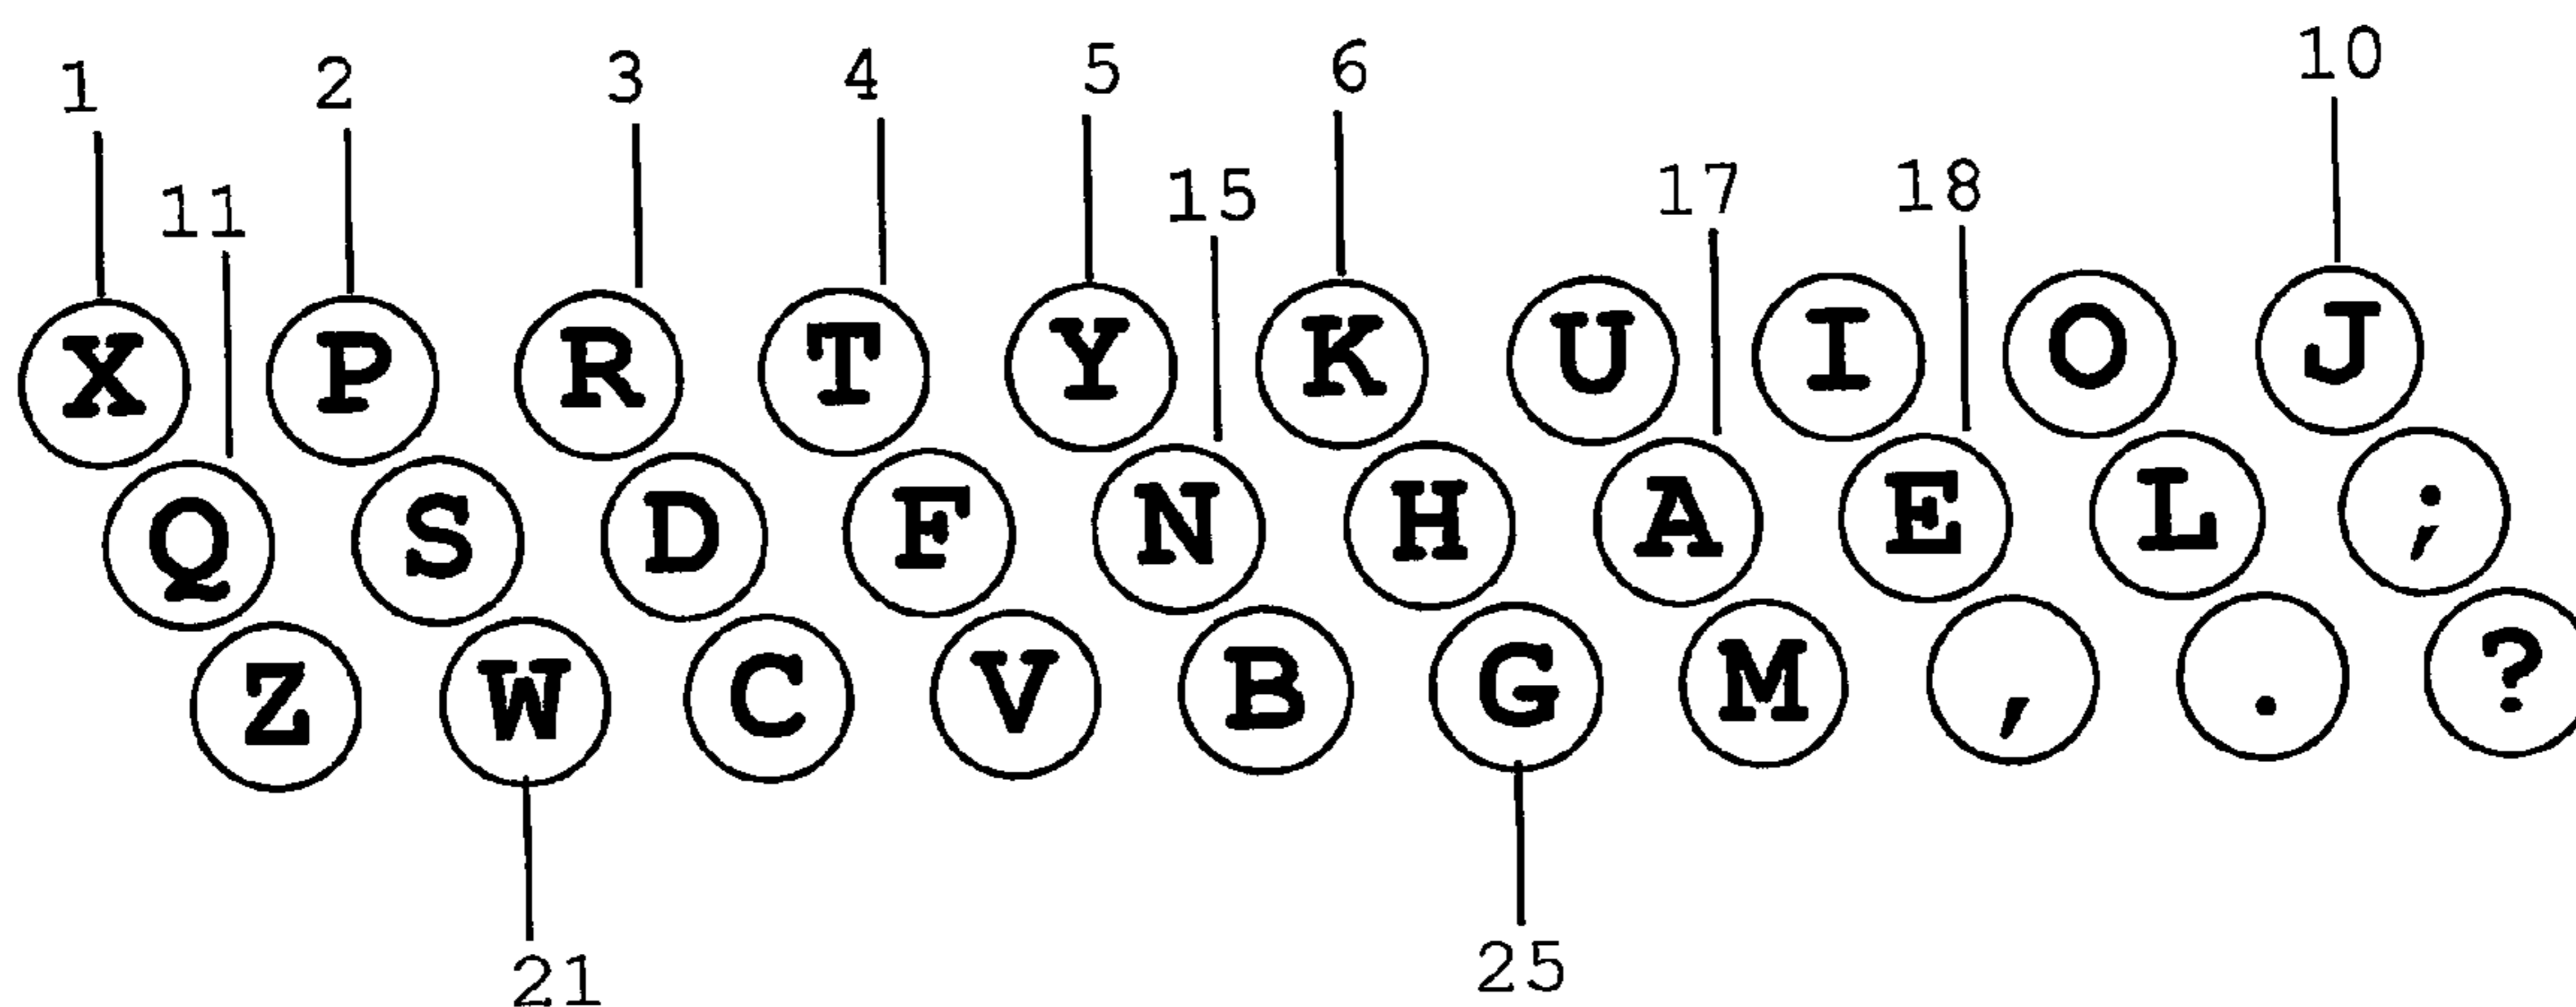 1 2 3 4 5 6 10
11 15 17 18
X P R T Y K U I O J
Q S D F N H A E L ;
Z W C V B G M , . ?
21 25